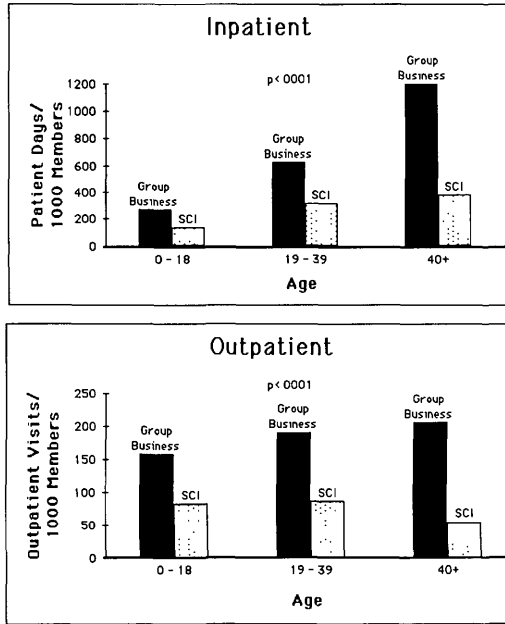 Inpatient
p< 0001
Group
Business
Group
Business
Group
Business
SCI
SCI
SCI
1200
1000
800
600
400
200
0
Patient Days/
1000 Members
0 - 18
19 - 39
40+
Age
Outpatient
p< 0001
Group
Business
Group
Business
Group
Business
SCI
SCI
SCI
250
200
150
100
50
0
Outpatient Visits/
1000 Members
0 - 18
19 - 39
40+
Age